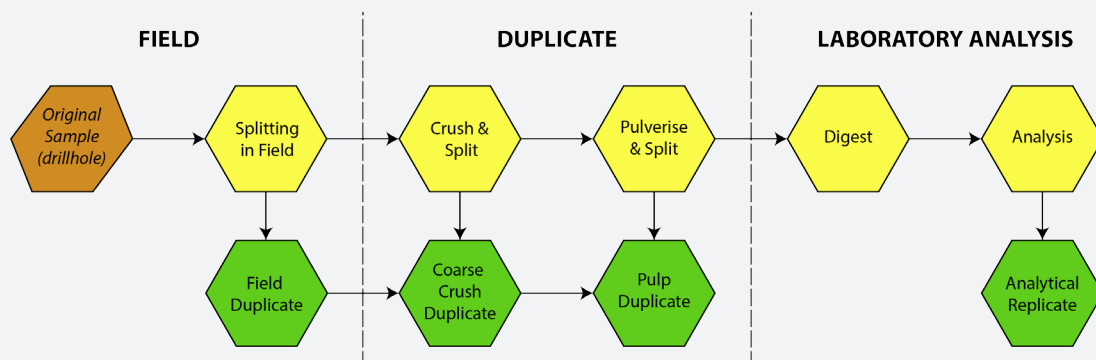 FIELD
DUPLICATE
LABORATORY ANALYSIS
Original
Sample
(drillhole)
Splitting
in Field
Crush &
Split
Pulverise
& Split
Digest
Analysis
Field
Duplicate
Coarse
Crush
Duplicate
Pulp
Duplicate
Analytical
Replicate